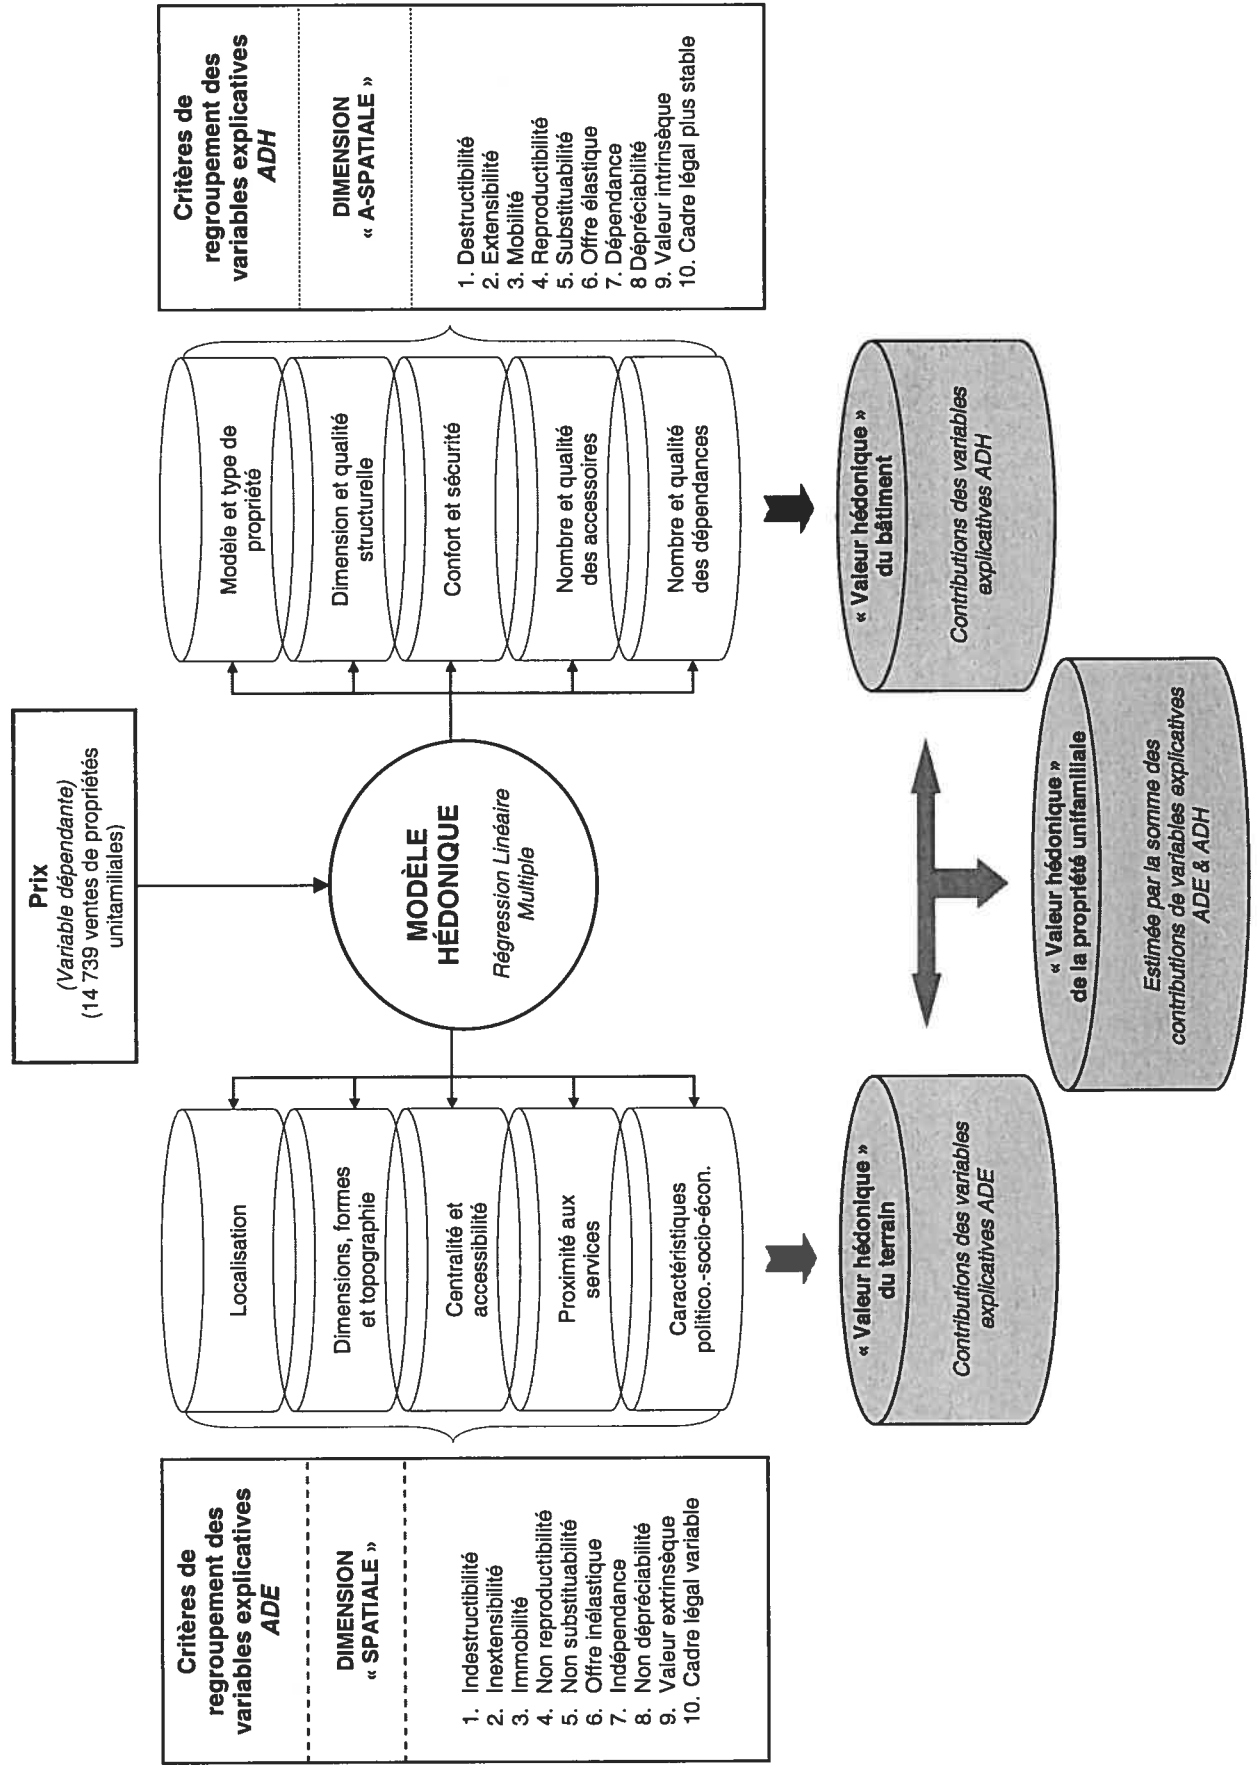 Prix
(Variable dépendante)
(14 739 ventes de propriétés
unitamiliales)
Critères de
regroupement des
variables explicatives
ADE
DIMENSION
« SPATIALE »
1. Indestructibilité
2. Inextensibilité
3. Immobilité
4. Non reproductibilité
5. Non substituabilité
6. Offre inélastique
7. Indépendance
8. Non dépréciabilité
9. Valeur extrinsèque
10. Cadre légal variable
Localisation
Dimensions, formes
et topographie
Centralité et
accessibilité
Proximité aux
services
Caractéristiques
politico.-socio-écon.
MODÈLE
HÉDONIQUE
Régression Linéaire
Multiple
Modèle et type de
propriété
Dimension et qualité
structurelle
Confort et sécurité
Nombre et qualité
des accessoires
Nombre et qualité
des dépendances
Critères de
regroupement des
variables explicatives
ADH
DIMENSION
« A-SPATIALE »
1. Destructibilité
2. Extensibilité
3. Mobilité
4. Reproductibilité
5. Substituabilité
6. Offre élastique
7. Dépendance
8 Dépréciabilité
9. Valeur intrinsèque
10. Cadre légal plus stable
« Valeur hédonique »
du terrain
Contributions des variables
explicatives ADE
« Valeur hédonique »
du bâtiment
Contributions des variables
explicatives ADH
« Valeur hédonique »
de la propriété unifamiliale
Estimée par la somme des
contributions de variables explicatives
ADE & ADH